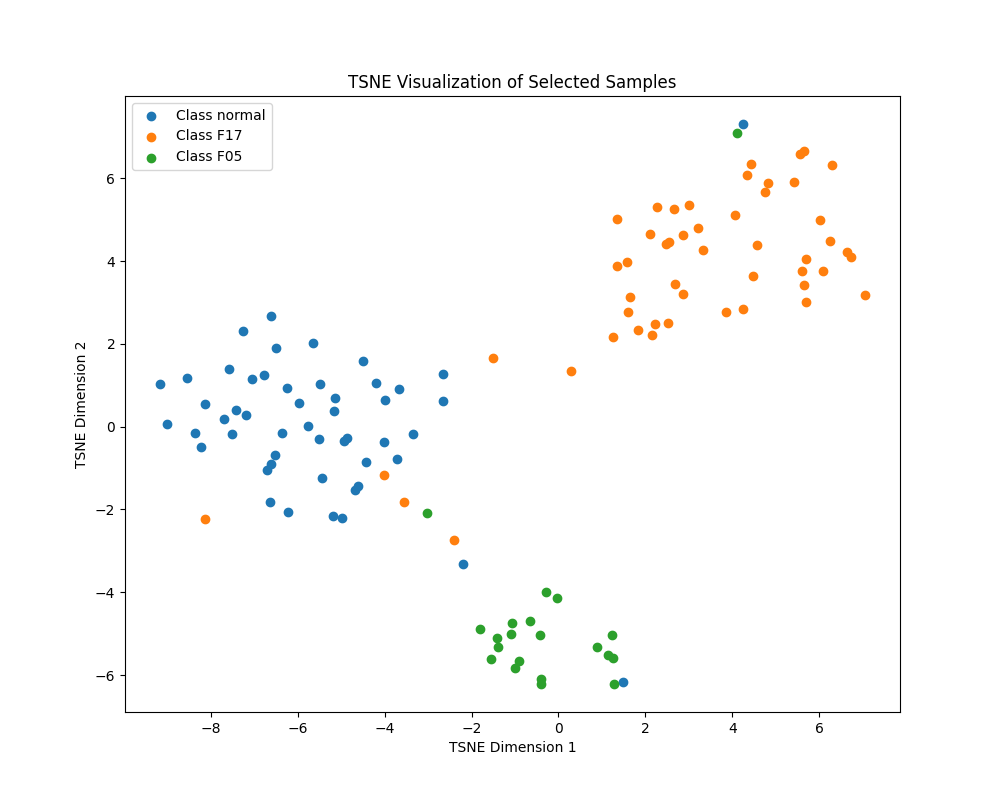 TSNE Visualization of Selected Samples
Class normal
Class F17
Class F05
TSNE Dimension 2
6
4
2
0
−2
−4
−6
−8
−6
−4
−2
0
2
4
6
TSNE Dimension 1